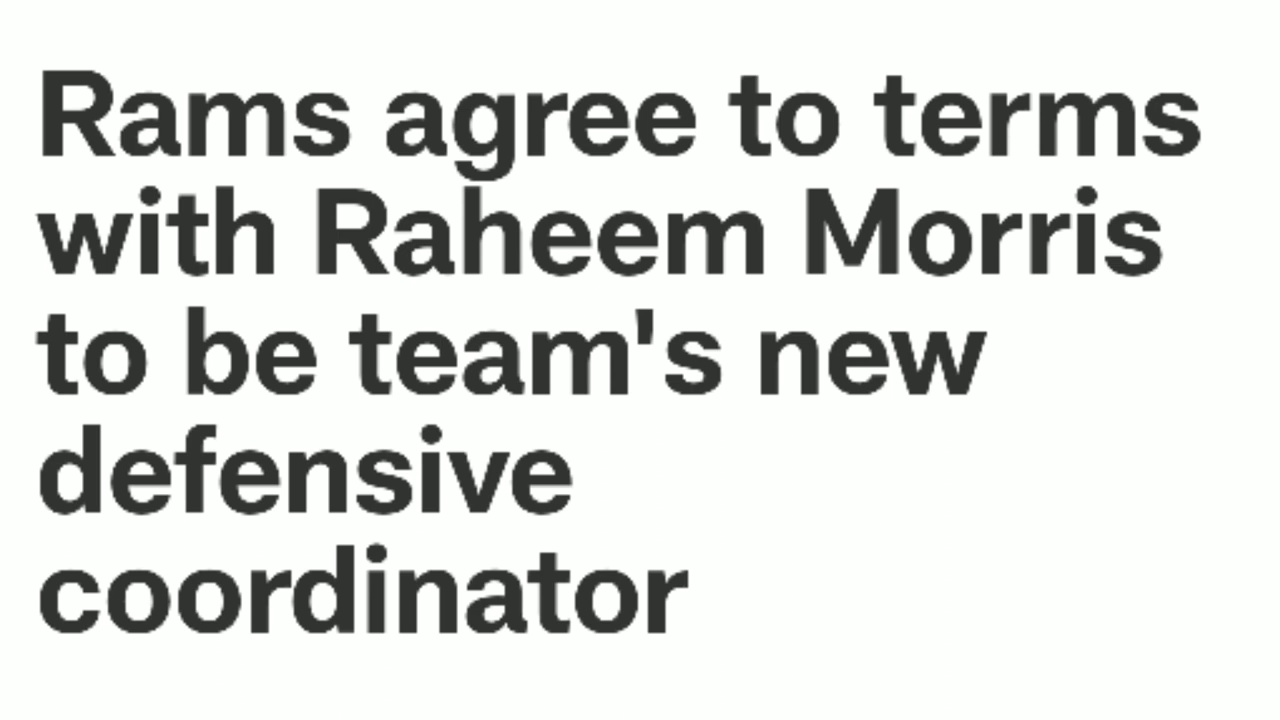 Rams agree to terms
with Raheem Morris
to be team's new
defensive
coordinator